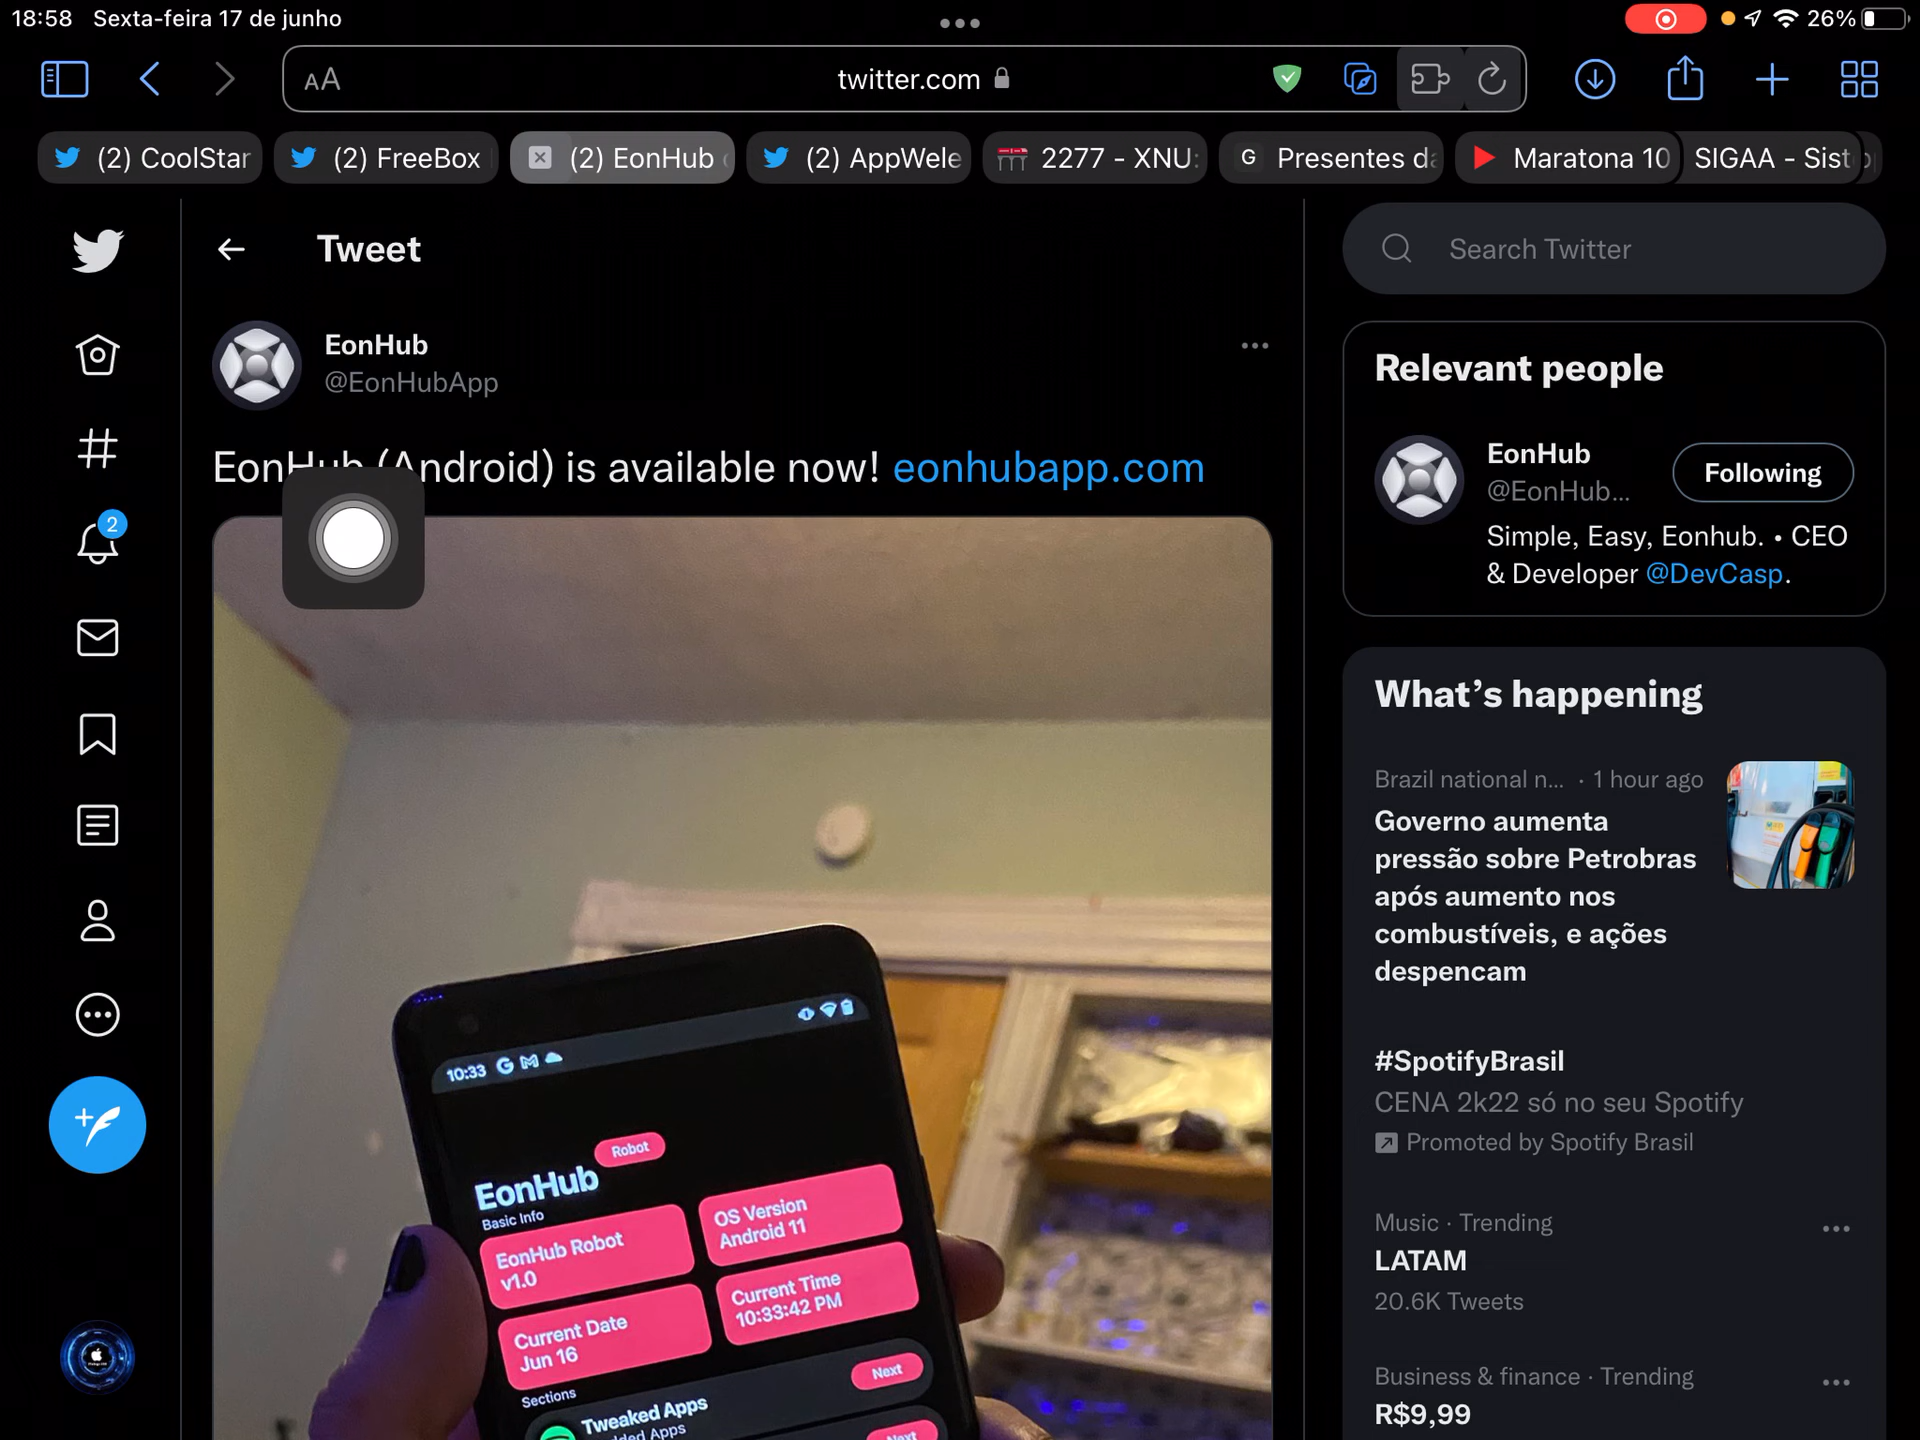 18:58 Sexta-feira 17 de junho
26%
AA twitter.com
(2) CoolStar
(2) FreeBox
(2) EonHub
(2) AppWele
2277 - XNU:
G Presentes da
Maratona 10
SIGAA - Sist
Tweet
Search Twitter
EonHub
@EonHubApp
EonHub (Android) is available now! eonhubapp.com
2
10:33
Robot
EonHub
Basic Info
EonHub Robot
v1.0
OS Version
Android 11
Current Date
Jun 16
Current Time
10:33:42 PM
Sections
Next
Tweaked Apps
Apps
Next
Relevant people
EonHub
@EonHub...
Following
Simple, Easy, Eonhub. • CEO
& Developer @DevCasp.
What’s happening
Brazil national n... · 1 hour ago
Governo aumenta
pressão sobre Petrobras
após aumento nos
combustíveis, e ações
despencam
#SpotifyBrasil
CENA 2k22 só no seu Spotify
Promoted by Spotify Brasil
Music · Trending
LATAM
20.6K Tweets
Business & finance · Trending
R$9,99